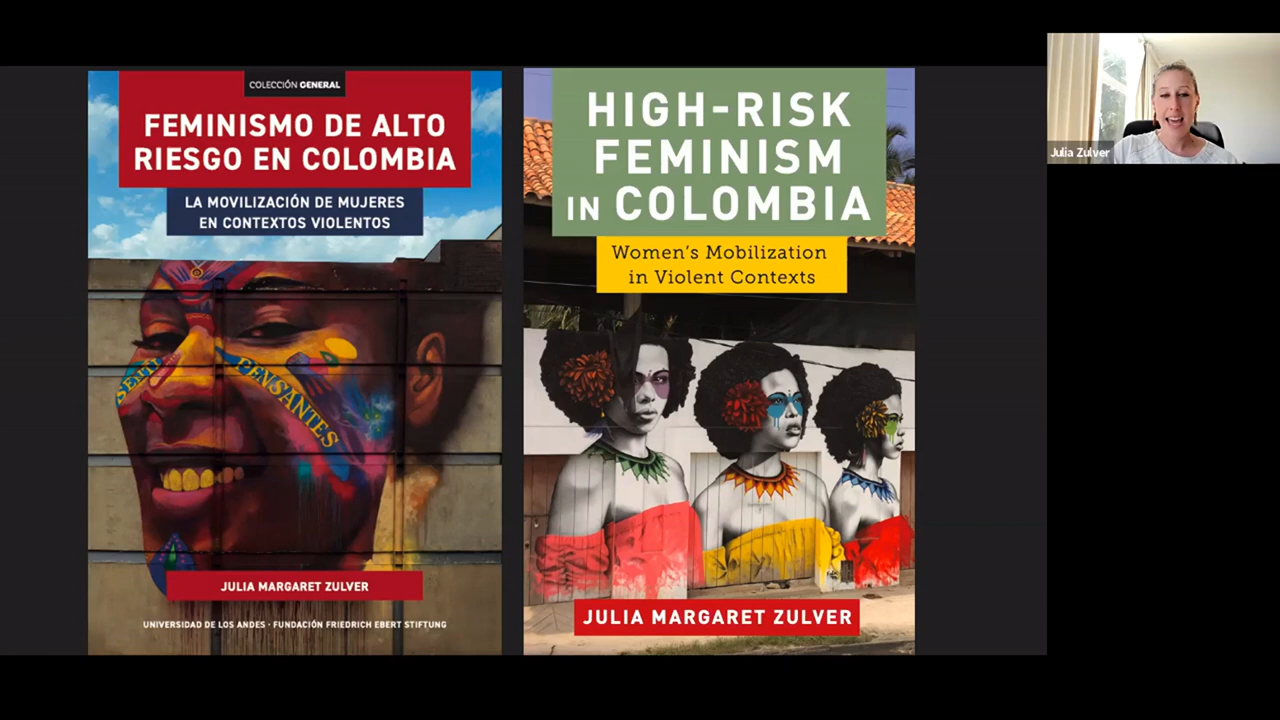 COLECCIÓN GENERAL
FEMINISMO DE ALTO
RIESGO EN COLOMBIA
LA MOVILIZACIÓN DE MUJERES
EN CONTEXTOS VIOLENTOS
SENTI
PENSANTES
JULIA MARGARET ZULVER
UNIVERSIDAD DE LOS ANDES · FUNDACIÓN FRIEDRICH EBERT STIFTUNG
HIGH-RISK
FEMINISM
IN COLOMBIA
Women's Mobilization
in Violent Contexts
JULIA MARGARET ZULVER
Julia Zulver